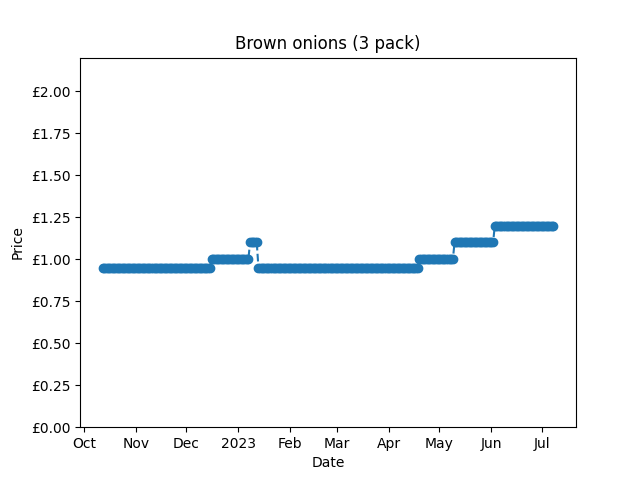 Brown onions (3 pack)
£2.00
£1.75
£1.50
£1.25
£1.00
£0.75
£0.50
£0.25
£0.00
Price
Oct Nov Dec 2023 Feb Mar Apr May Jun Jul
Date